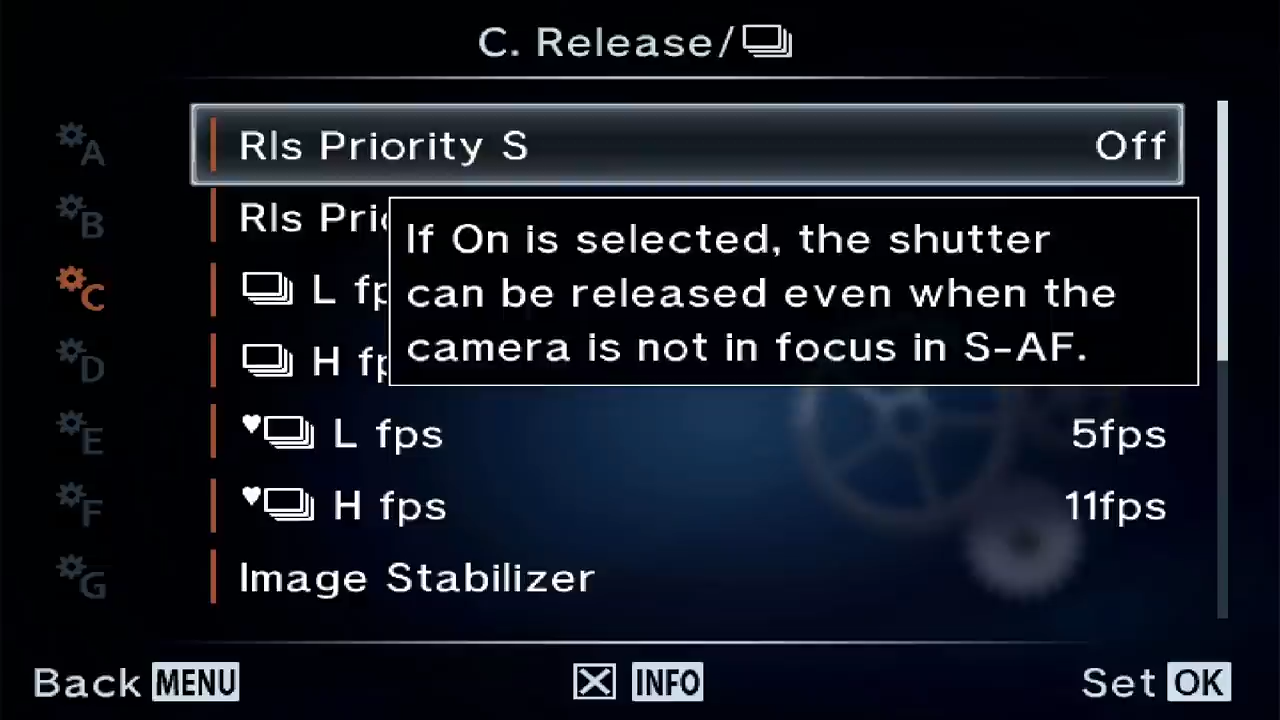 C. Release/
A
Rls Priority S Off
B
Rls Pri
If On is selected, the shutter
can be released even when the
camera is not in focus in S-AF.
C
L fp
D
H fp
E
L fps 5fps
F
H fps 11fps
G
Image Stabilizer
Back MENU INFO Set OK